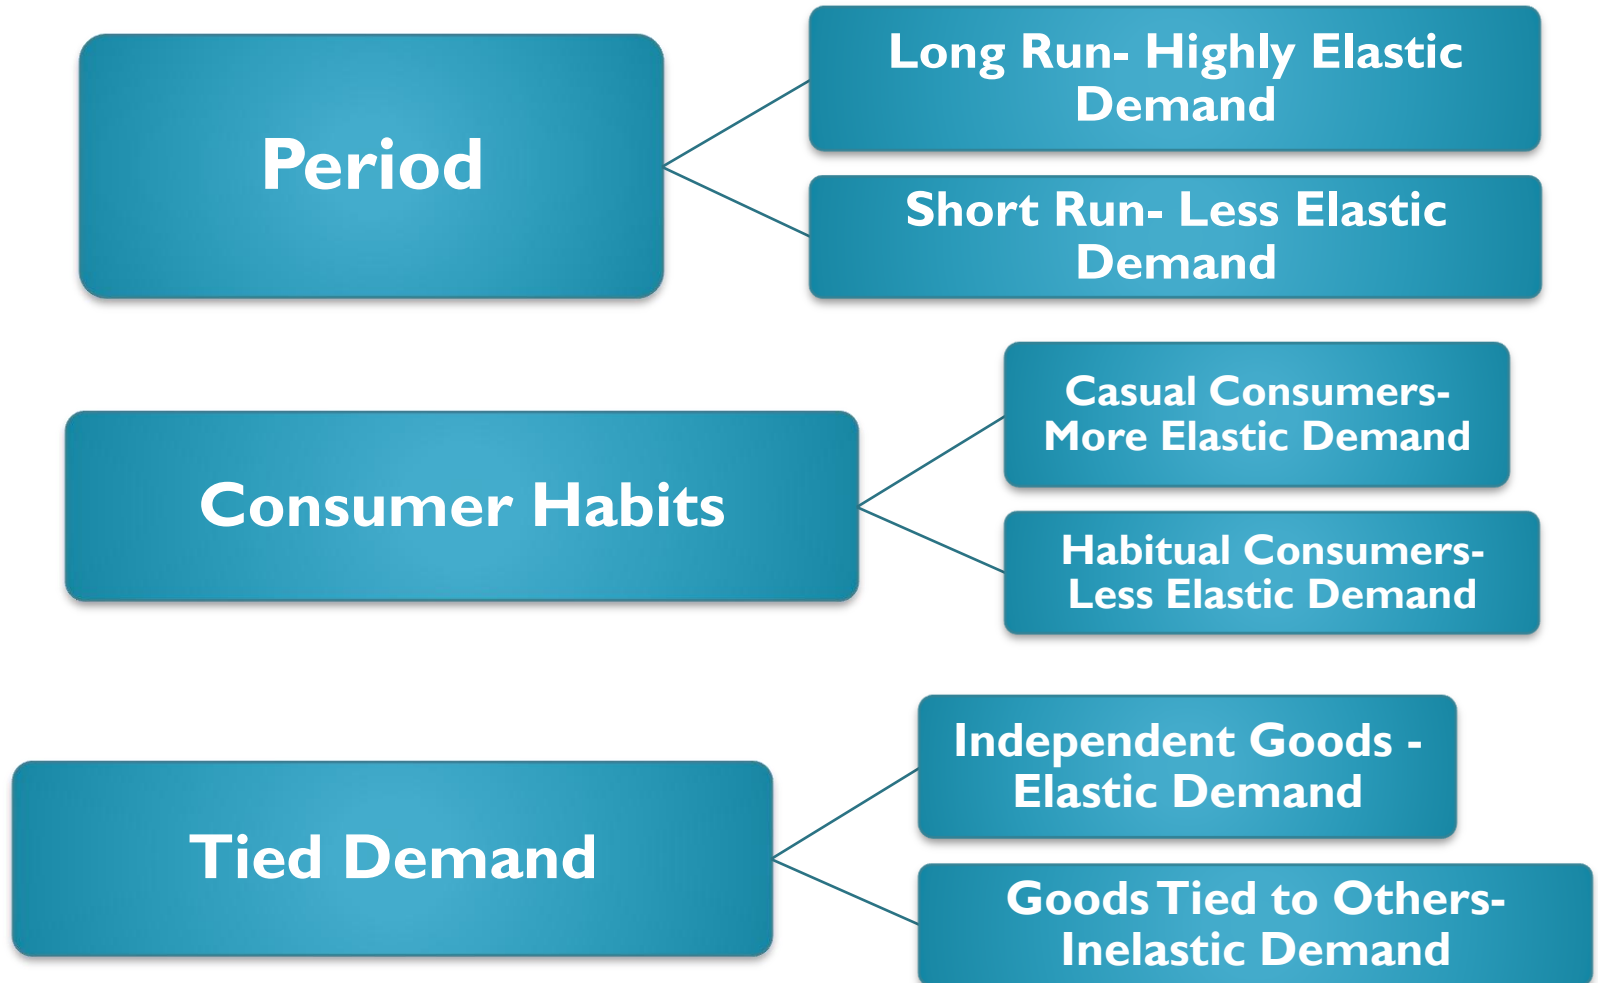 Period
Long Run- Highly Elastic
Demand
Short Run- Less Elastic
Demand
Consumer Habits
Casual Consumers-
More Elastic Demand
Habitual Consumers-
Less Elastic Demand
Tied Demand
Independent Goods -
Elastic Demand
Goods Tied to Others-
Inelastic Demand